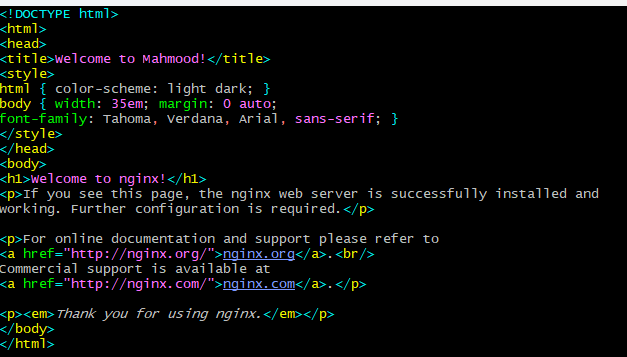 <!DOCTYPE html>
<html>
<head>
<title>Welcome to Mahmood!</title>
<style>
html { color-scheme: light dark; }
body { width: 35em; margin: 0 auto;
font-family: Tahoma, Verdana, Arial, sans-serif; }
</style>
</head>
<body>
<h1>Welcome to nginx!</h1>
<p>If you see this page, the nginx web server is successfully installed and
working. Further configuration is required.</p>

<p>For online documentation and support please refer to
<a href="http://nginx.org/">nginx.org</a>.<br/>
Commercial support is available at
<a href="http://nginx.com/">nginx.com</a>.</p>

<p><em>Thank you for using nginx.</em></p>
</body>
</html>